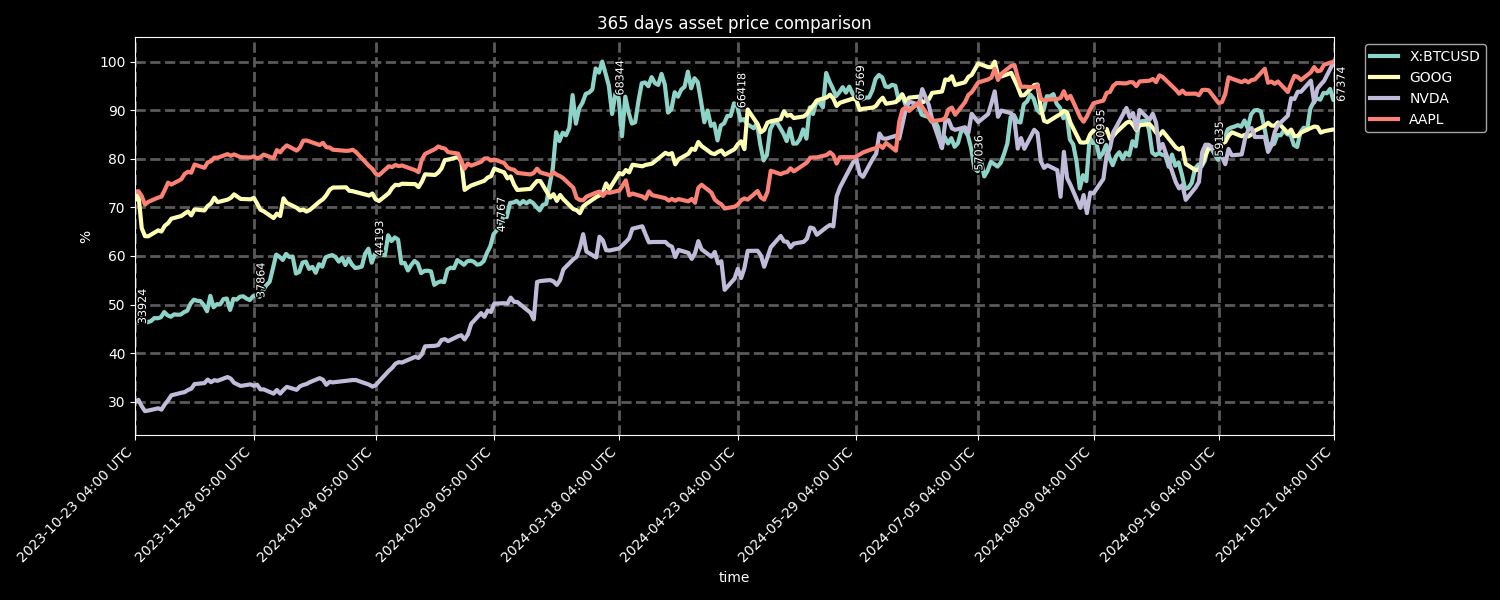 365 days asset price comparison
X:BTCUSD
GOOG
NVDA
AAPL
%
100
90
80
70
60
50
40
30
33924
37864
44193
47767
68344
66418
67569
57036
60935
59135
67374
2023-10-23 04:00 UTC
2023-11-28 05:00 UTC
2024-01-04 05:00 UTC
2024-02-09 05:00 UTC
2024-03-18 04:00 UTC
2024-04-23 04:00 UTC
2024-05-29 04:00 UTC
2024-07-05 04:00 UTC
2024-08-09 04:00 UTC
2024-09-16 04:00 UTC
2024-10-21 04:00 UTC
time